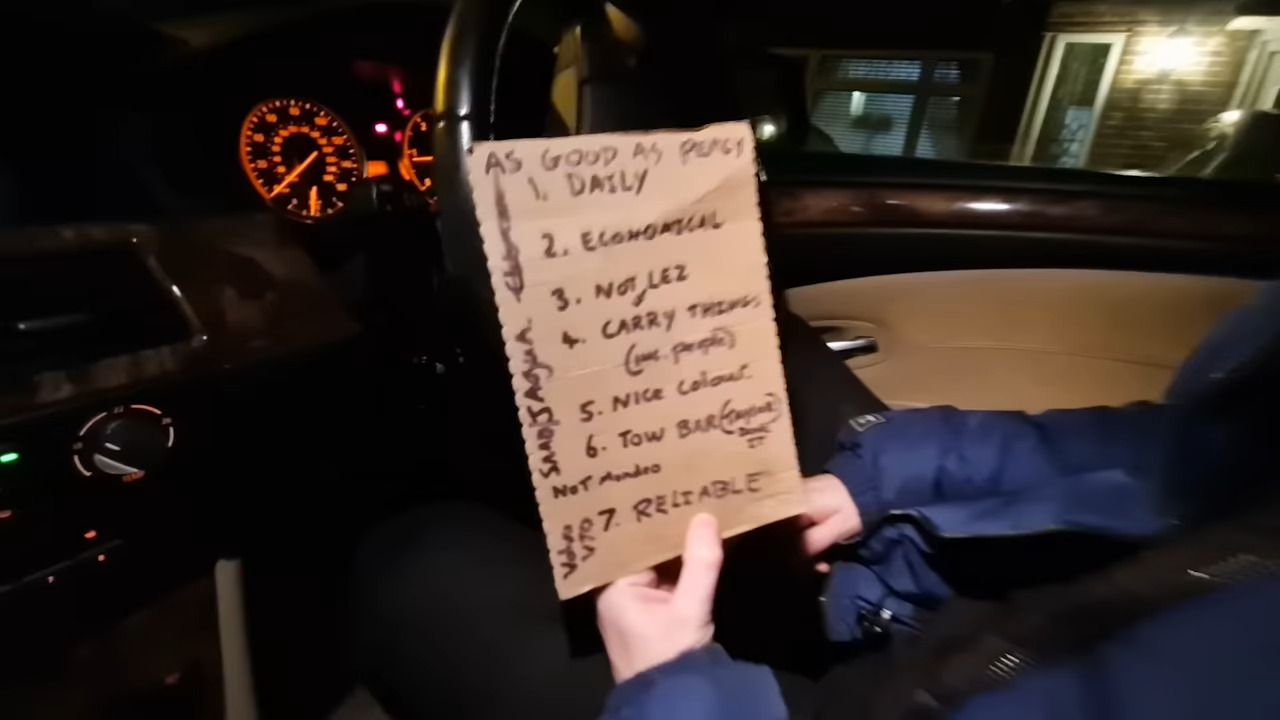 AS GOOD AS PERCY
1. DAILY
2. ECONOMICAL
3. NOT, LEZ
4. CARRY THINGS
(inc. people)
5. NICE Colour.
6. TOW BAR
NOT Mondeo
7. RELIABLE
SAAB JAGUA.
Volvo
V70